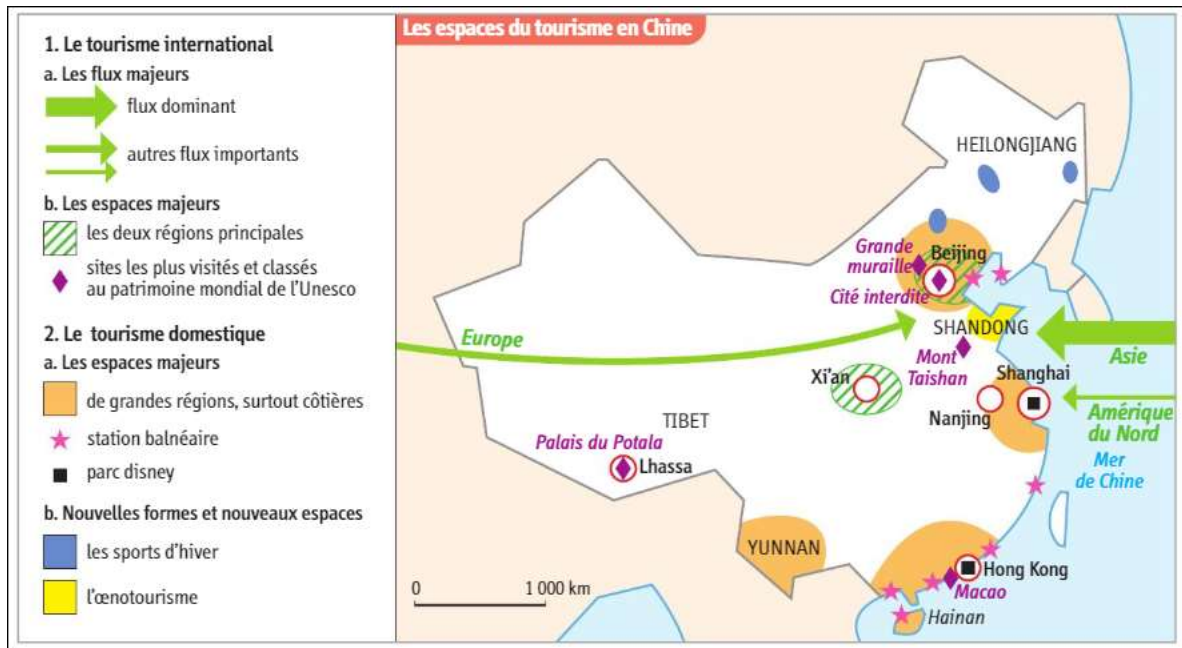 1. Le tourisme international
a. Les flux majeurs
flux dominant
autres flux importants
b. Les espaces majeurs
les deux régions principales
sites les plus visités et classés
au patrimoine mondial de l'Unesco
2. Le tourisme domestique
a. Les espaces majeurs
de grandes régions, surtout côtières
station balnéaire
parc disney
b. Nouvelles formes et nouveaux espaces
les sports d'hiver
l'œnotourisme
Les espaces du tourisme en Chine
HEILONGJIANG
Grande
muraille
Beijing
Cité interdite
SHANDONG
Europe
Asie
Mont
Taishan
Xi'an
Shanghai
Nanjing
Amérique
du Nord
TIBET
Palais du Potala
Lhassa
Mer
de Chine
YUNNAN
Hong Kong
Macao
Hainan
0
1 000 km